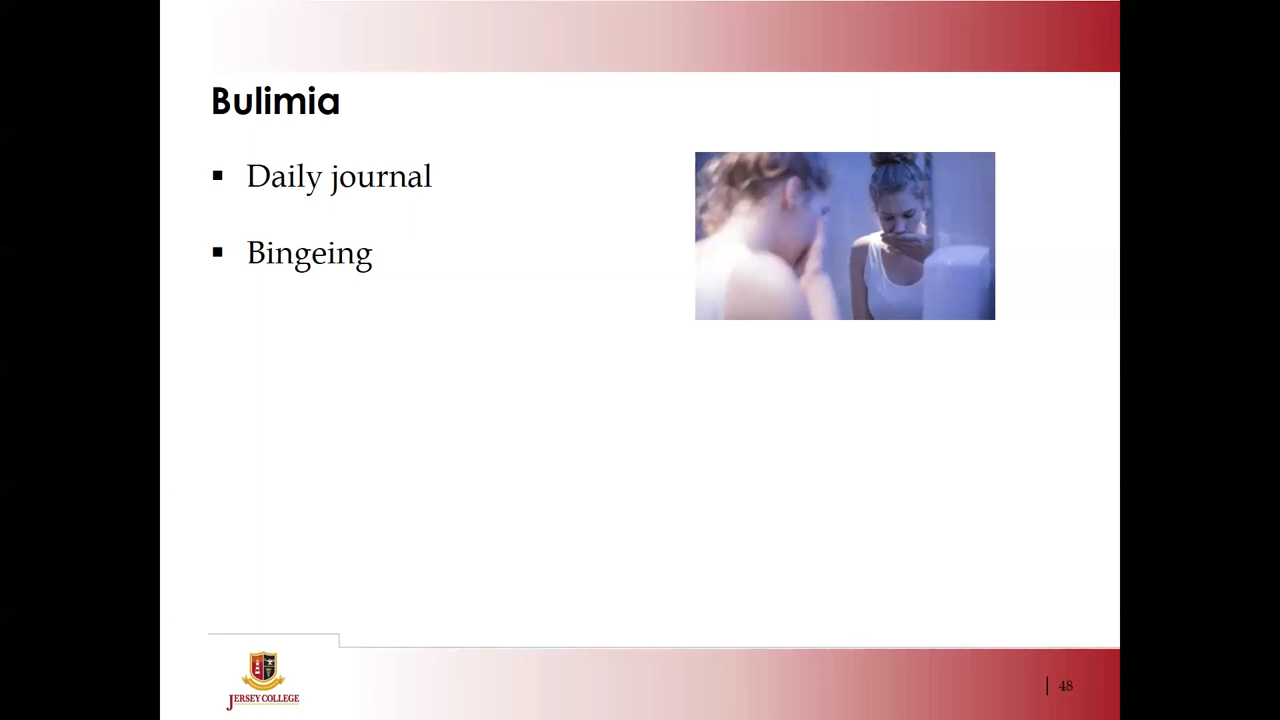 Bulimia
▪ Daily journal
▪ Bingeing
JERSEY COLLEGE
| 48